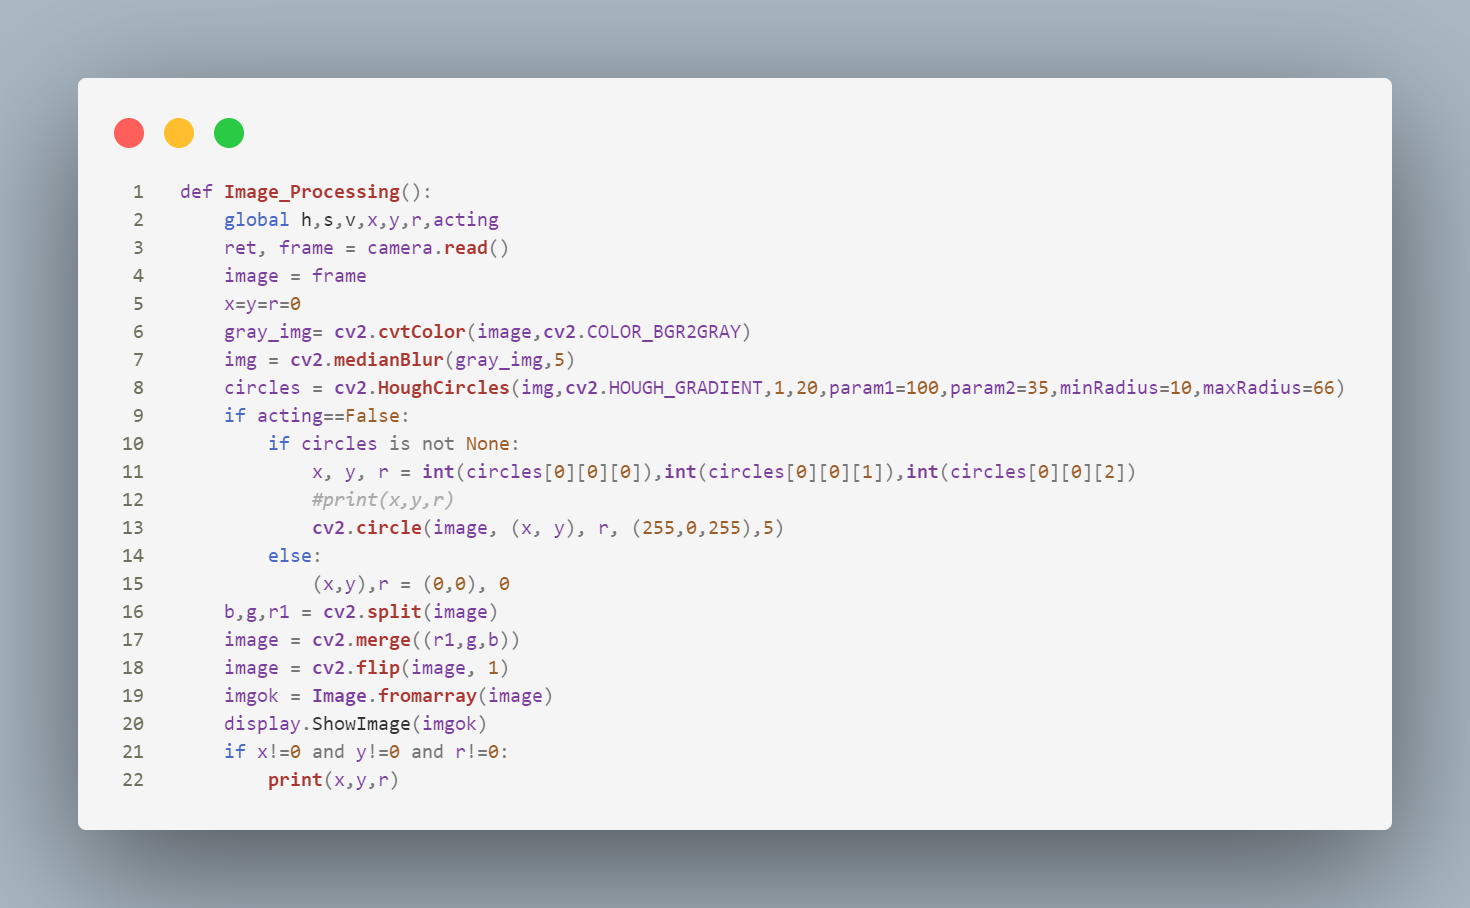 1 def Image_Processing():
2     global h,s,v,x,y,r,acting
3     ret, frame = camera.read()
4     image = frame
5     x=y=r=0
6     gray_img= cv2.cvtColor(image,cv2.COLOR_BGR2GRAY)
7     img = cv2.medianBlur(gray_img,5)
8     circles = cv2.HoughCircles(img,cv2.HOUGH_GRADIENT,1,20,param1=100,param2=35,minRadius=10,maxRadius=66)
9     if acting==False:
10         if circles is not None:
11             x, y, r = int(circles[0][0][0]),int(circles[0][0][1]),int(circles[0][0][2])
12             #print(x,y,r)
13             cv2.circle(image, (x, y), r, (255,0,255),5)
14         else:
15             (x,y),r = (0,0), 0
16     b,g,r1 = cv2.split(image)
17     image = cv2.merge((r1,g,b))
18     image = cv2.flip(image, 1)
19     imgok = Image.fromarray(image)
20     display.ShowImage(imgok)
21     if x!=0 and y!=0 and r!=0:
22         print(x,y,r)